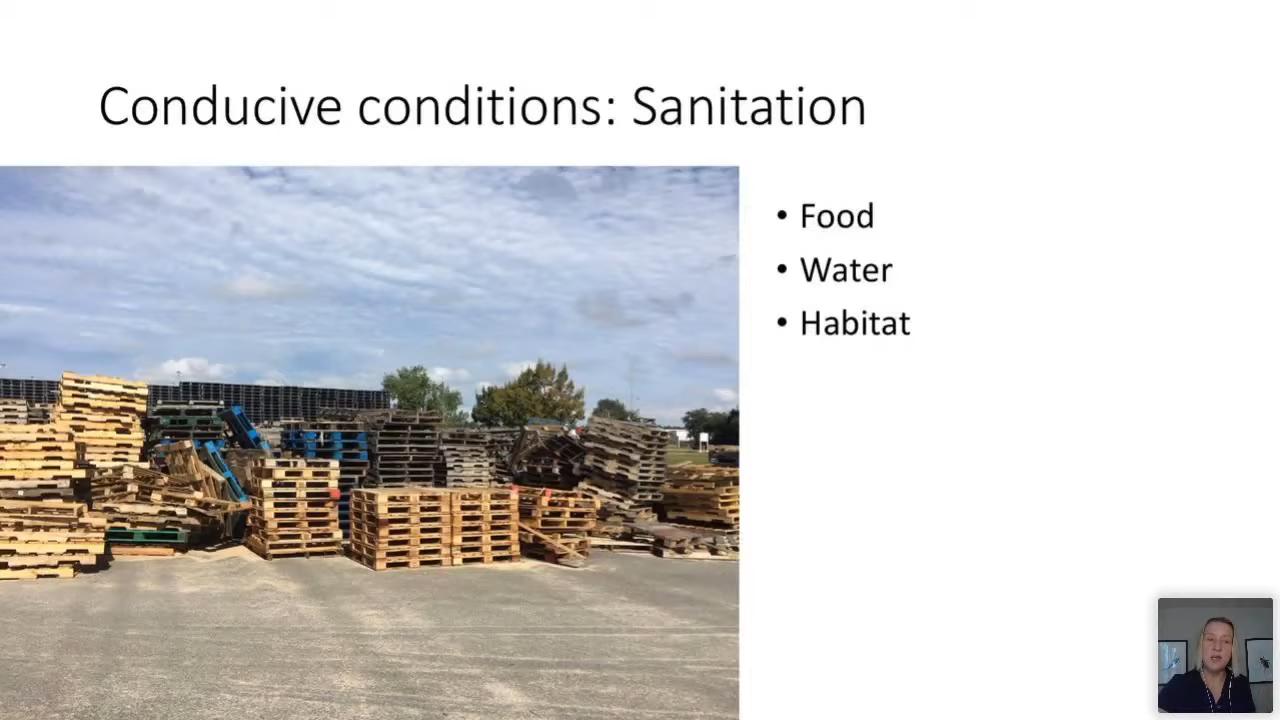 Conducive conditions: Sanitation
• Food
• Water
• Habitat